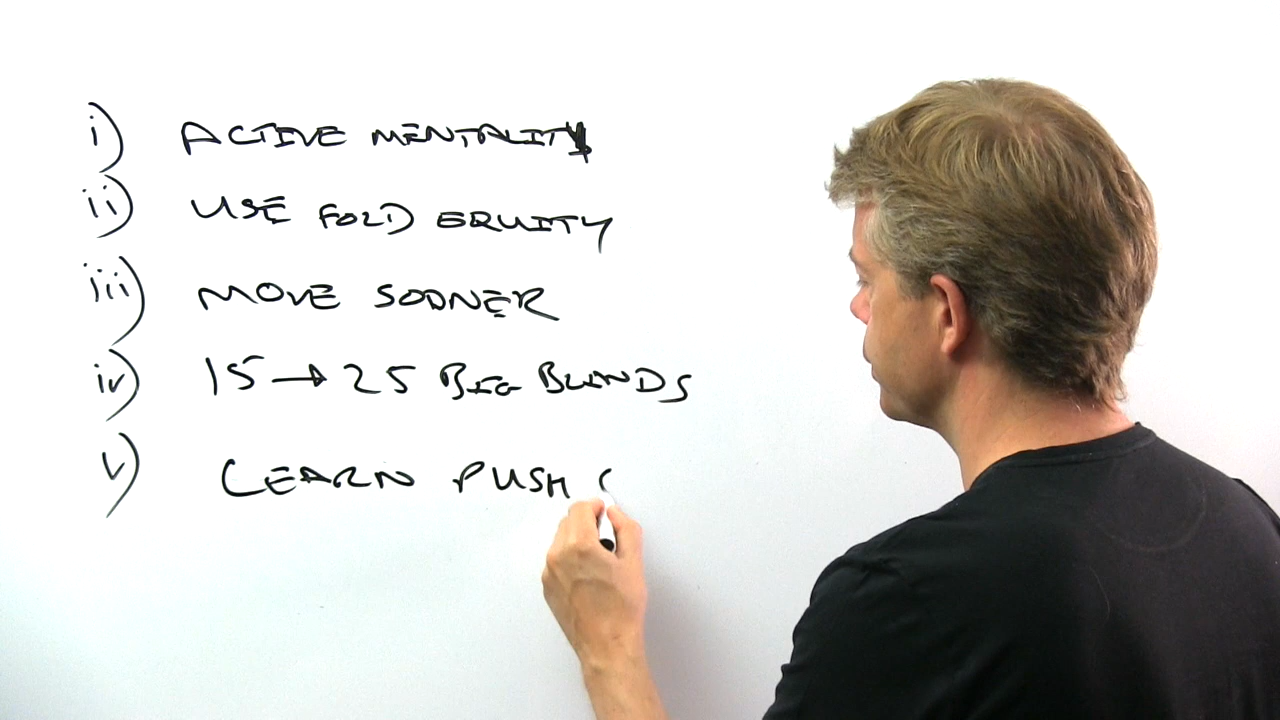 i) ACTIVE MENTALITY
ii) USE FOLD EQUITY
iii) MOVE SOONER
iv) 15 → 25 BIG BLINDS
v) LEARN PUSH